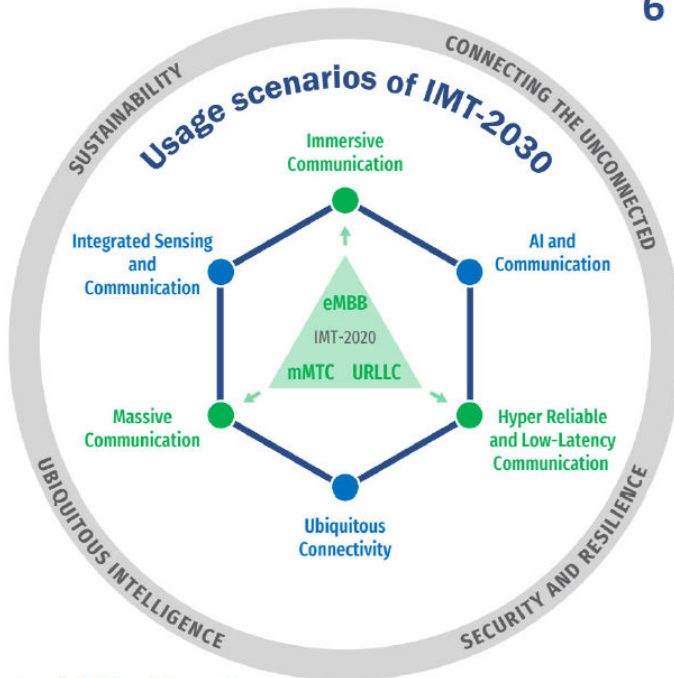 6
SUSTAINABILITY
CONNECTING THE UNCONNECTED
Usage scenarios of IMT-2030
Immersive
Communication
Integrated Sensing
and
Communication
AI and
Communication
eMBB
IMT-2020
mMTC URLLC
Massive
Communication
Hyper Reliable
and Low-Latency
Communication
Ubiquitous
Connectivity
UBIQUITOUS INTELLIGENCE
SECURITY AND RESILIENCE